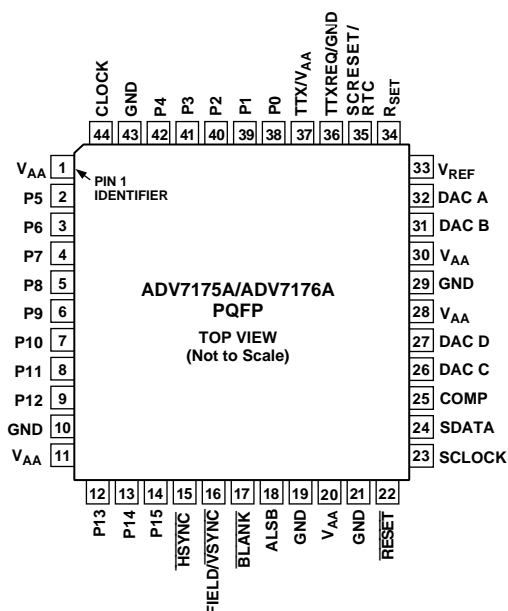 CLOCK
GND
P4
P3
P2
P1
P0
TTX/VAA
TTXREQ/GND
SCRESET/
RTC
RSET
44 43 42 41 40 39 38 37 36 35 34
VAA 1
P5 2
P6 3
P7 4
P8 5
P9 6
P10 7
P11 8
P12 9
GND 10
VAA 11
PIN 1
IDENTIFIER
ADV7175A/ADV7176A
PQFP
TOP VIEW
(Not to Scale)
33 VREF
32 DAC A
31 DAC B
30 VAA
29 GND
28 VAA
27 DAC D
26 DAC C
25 COMP
24 SDATA
23 SCLOCK
12 13 14 15 16 17 18 19 20 21 22
P13
P14
P15
HSYNC
FIELD/VSYNC
BLANK
ALSB
GND
VAA
GND
RESET